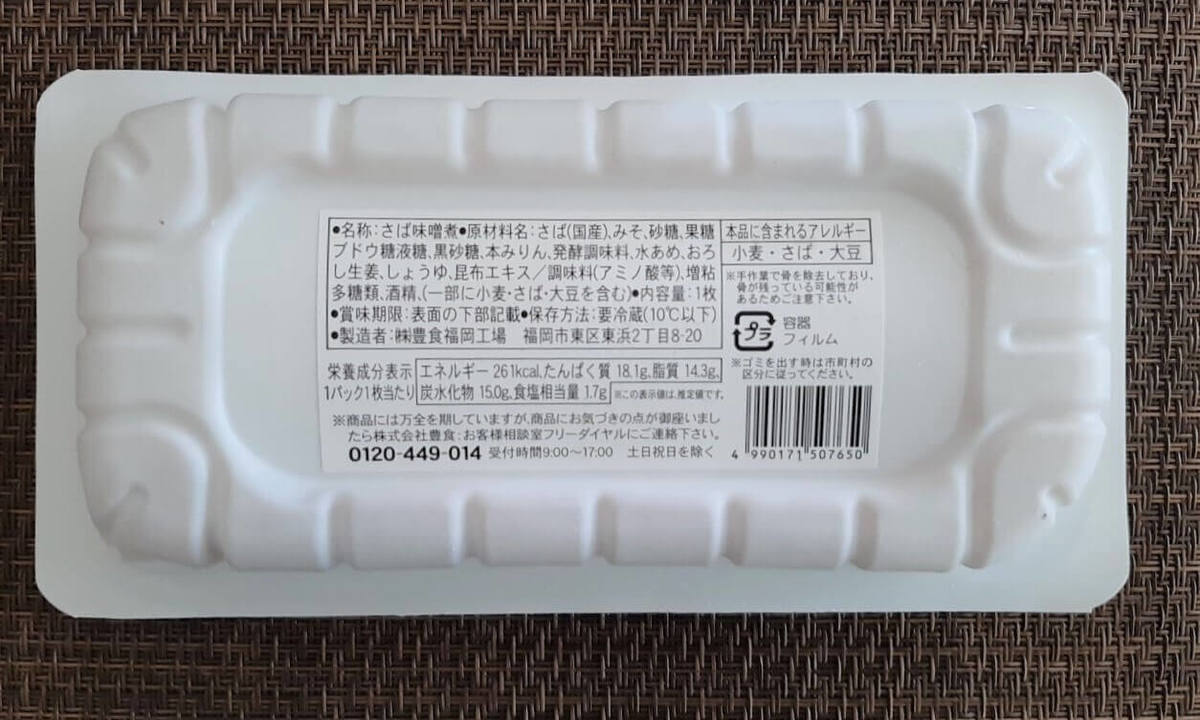 ●名称:さば味噌煮●原材料名:さば(国産)､みそ､砂糖､果糖
ブドウ糖液糖､黒砂糖､本みりん､発酵調味料､水あめ､おろ
し生姜､しょうゆ､昆布エキス／調味料(アミノ酸等)､増粘
多糖類､酒精､(一部に小麦･さば･大豆を含む)●内容量:1枚
●賞味期限:表面の下部記載●保存方法:要冷蔵(10℃以下)
●製造者:㈱豊食福岡工場　福岡市東区東浜2丁目8-20
本品に含まれるアレルギー
小麦・さば・大豆
※手作業で骨を除去しており､
骨が残っている可能性が
あるためご注意下さい。
プラ
容器
フィルム
※ゴミを出す時は市町村の
区分に従ってください。
栄養成分表示
1パック1枚当たり
エネルギー 261kcal､たんぱく質 18.1g､脂質 14.3g､
炭水化物 15.0g､食塩相当量 1.7g
※この表示値は､推定値です。
※商品には万全を期していますが､商品にお気づきの点が御座いまし
たら株式会社豊食:お客様相談室フリーダイヤルにご連絡下さい。
0120-449-014 受付時間9:00～17:00　土日祝日を除く
4 990171 507650